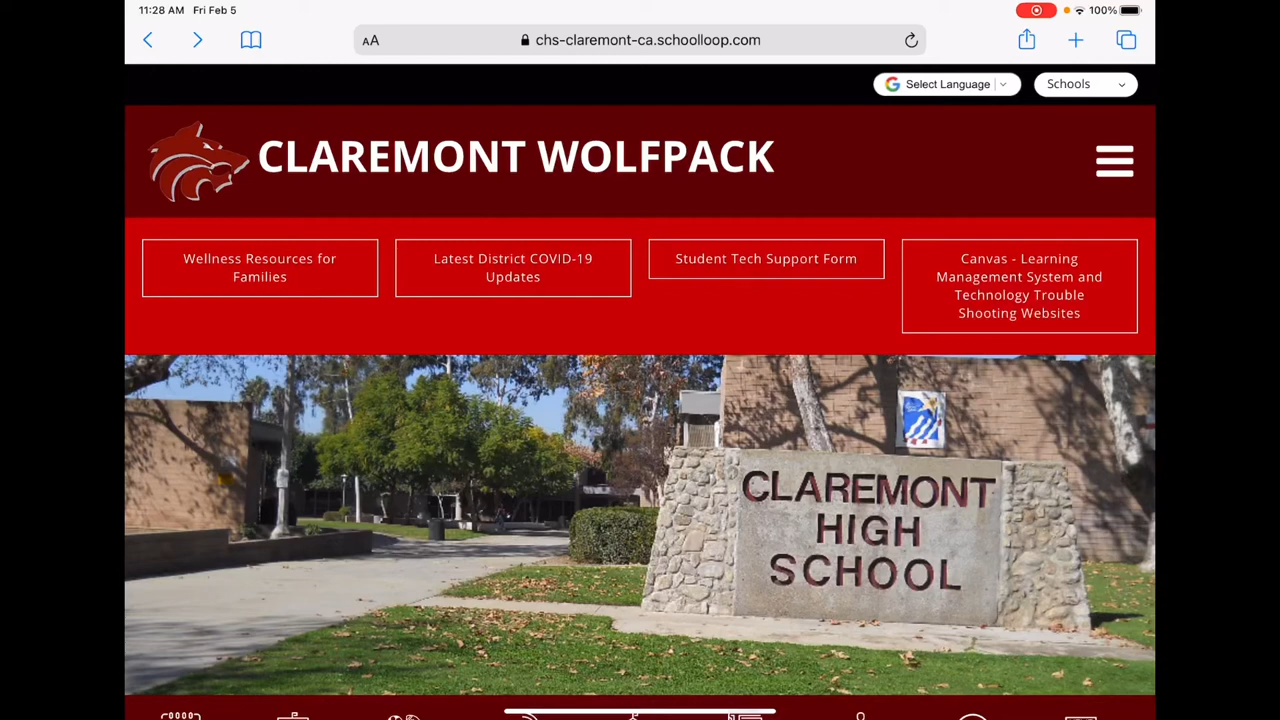 11:28 AM Fri Feb 5
100%
AA
chs-claremont-ca.schoolloop.com
Select Language
Schools
CLAREMONT WOLFPACK
Wellness Resources for
Families
Latest District COVID-19
Updates
Student Tech Support Form
Canvas - Learning
Management System and
Technology Trouble
Shooting Websites
CLAREMONT
HIGH
SCHOOL